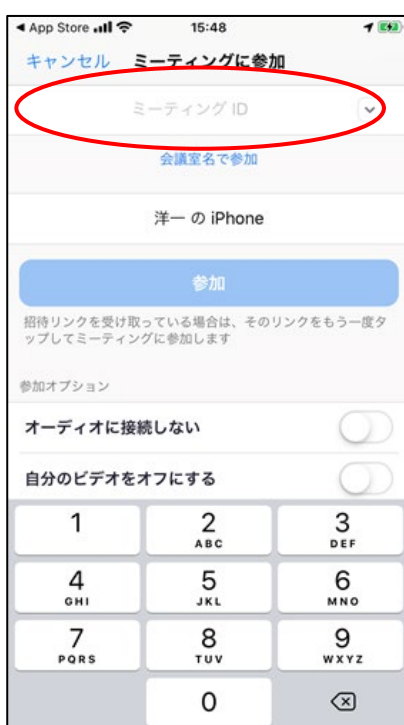 App Store 15:48
キャンセル ミーティングに参加
ミーティング ID
会議室名で参加
洋一 の iPhone
参加
招待リンクを受け取っている場合は、そのリンクをもう一度タ
ップしてミーティングに参加します
参加オプション
オーディオに接続しない
自分のビデオをオフにする
1 2 3
ABC DEF
4 5 6
GHI JKL MNO
7 8 9
PQRS TUV WXYZ
0